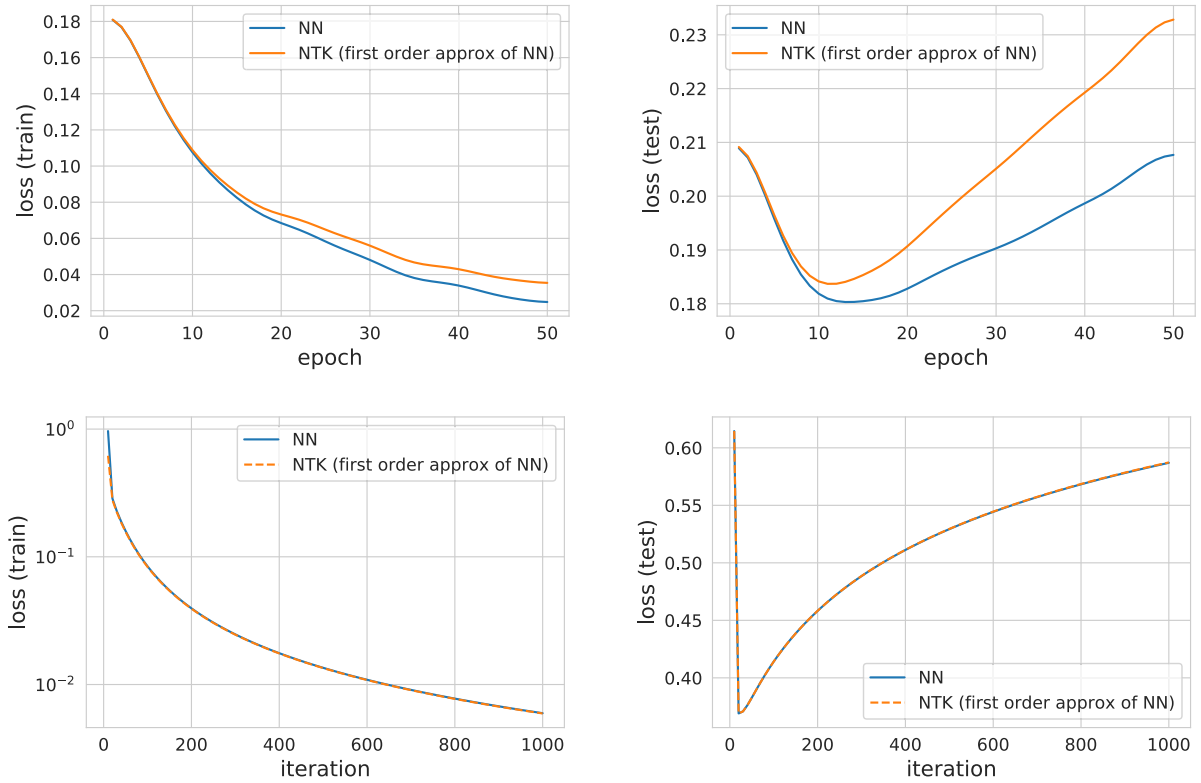 0.18
0.16
0.14
0.12
0.10
0.08
0.06
0.04
0.02
loss (train)
NN
NTK (first order approx of NN)
0 10 20 30 40 50
epoch
0.23
0.22
0.21
0.20
0.19
0.18
loss (test)
NN
NTK (first order approx of NN)
0 10 20 30 40 50
epoch
10⁰
10⁻¹
10⁻²
loss (train)
NN
NTK (first order approx of NN)
0 200 400 600 800 1000
iteration
0.60
0.55
0.50
0.45
0.40
loss (test)
NN
NTK (first order approx of NN)
0 200 400 600 800 1000
iteration